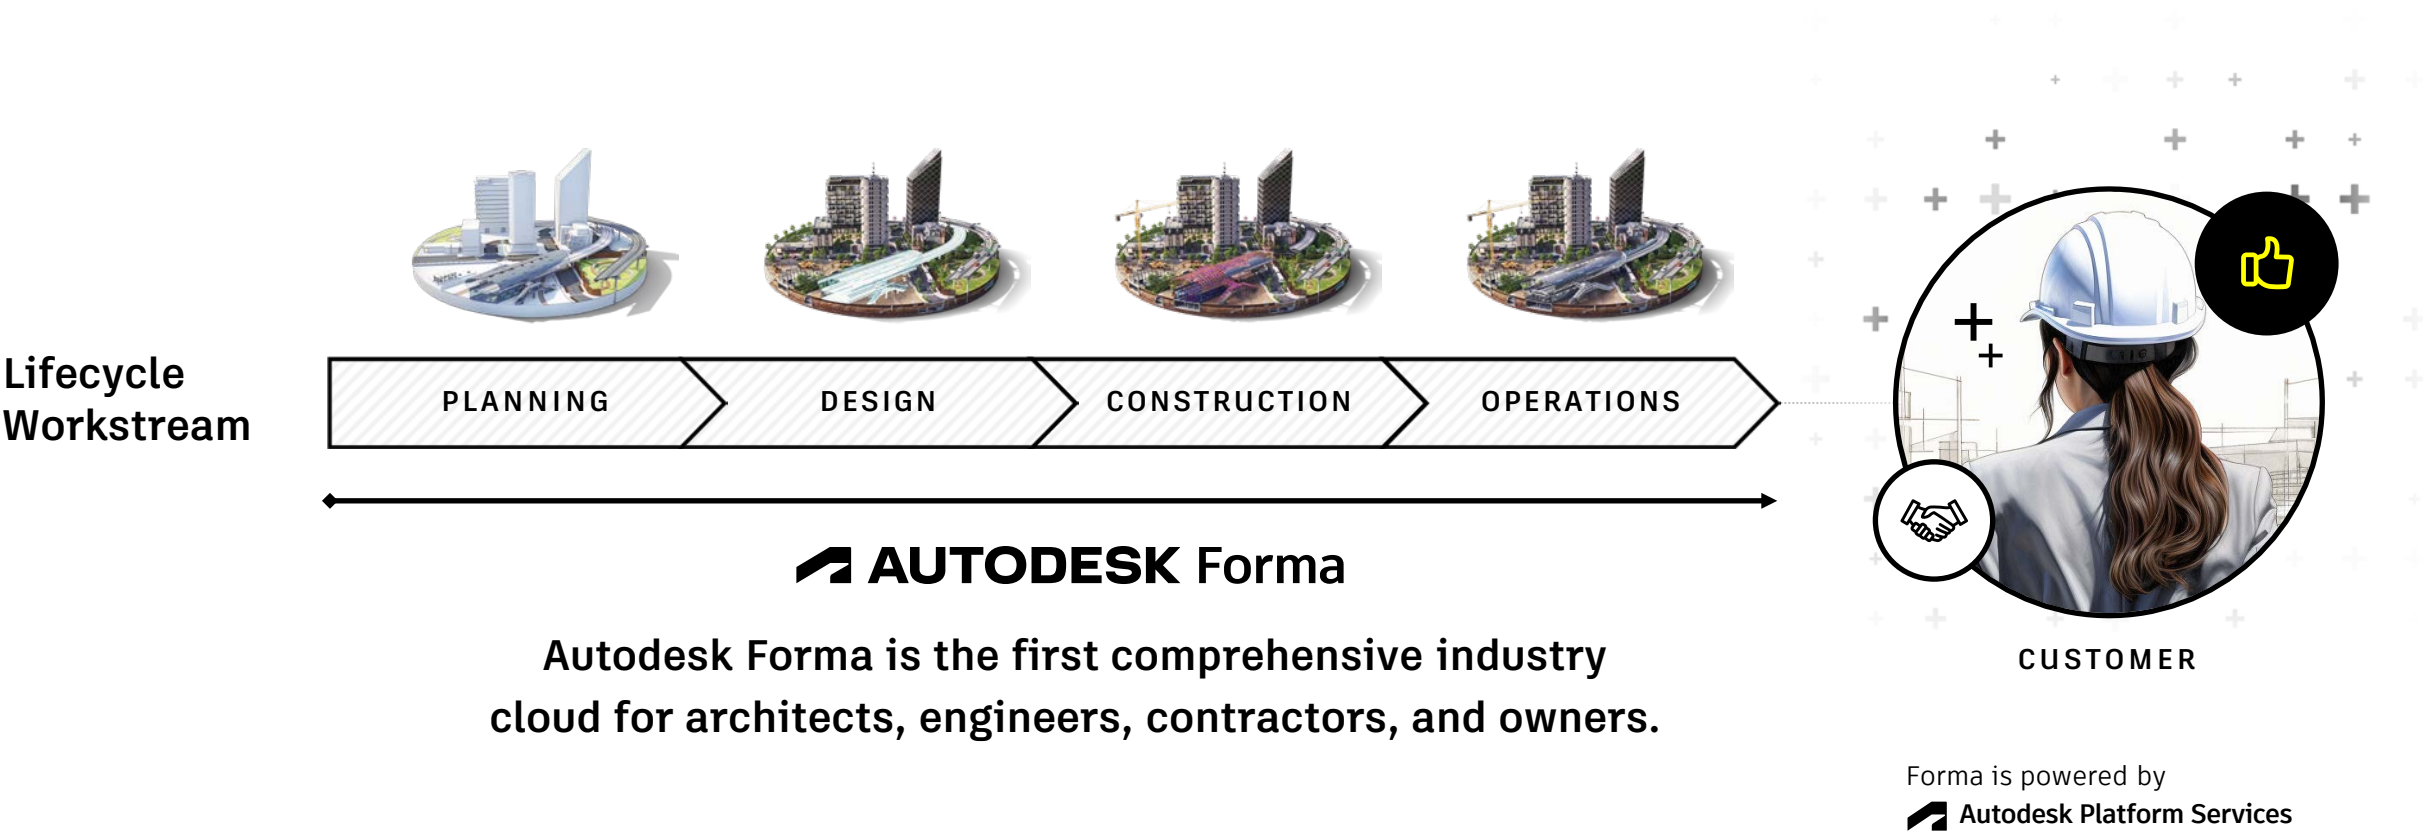 Lifecycle
Workstream
PLANNING
DESIGN
CONSTRUCTION
OPERATIONS
AUTODESK Forma
Autodesk Forma is the first comprehensive industry
cloud for architects, engineers, contractors, and owners.
CUSTOMER
Forma is powered by
Autodesk Platform Services